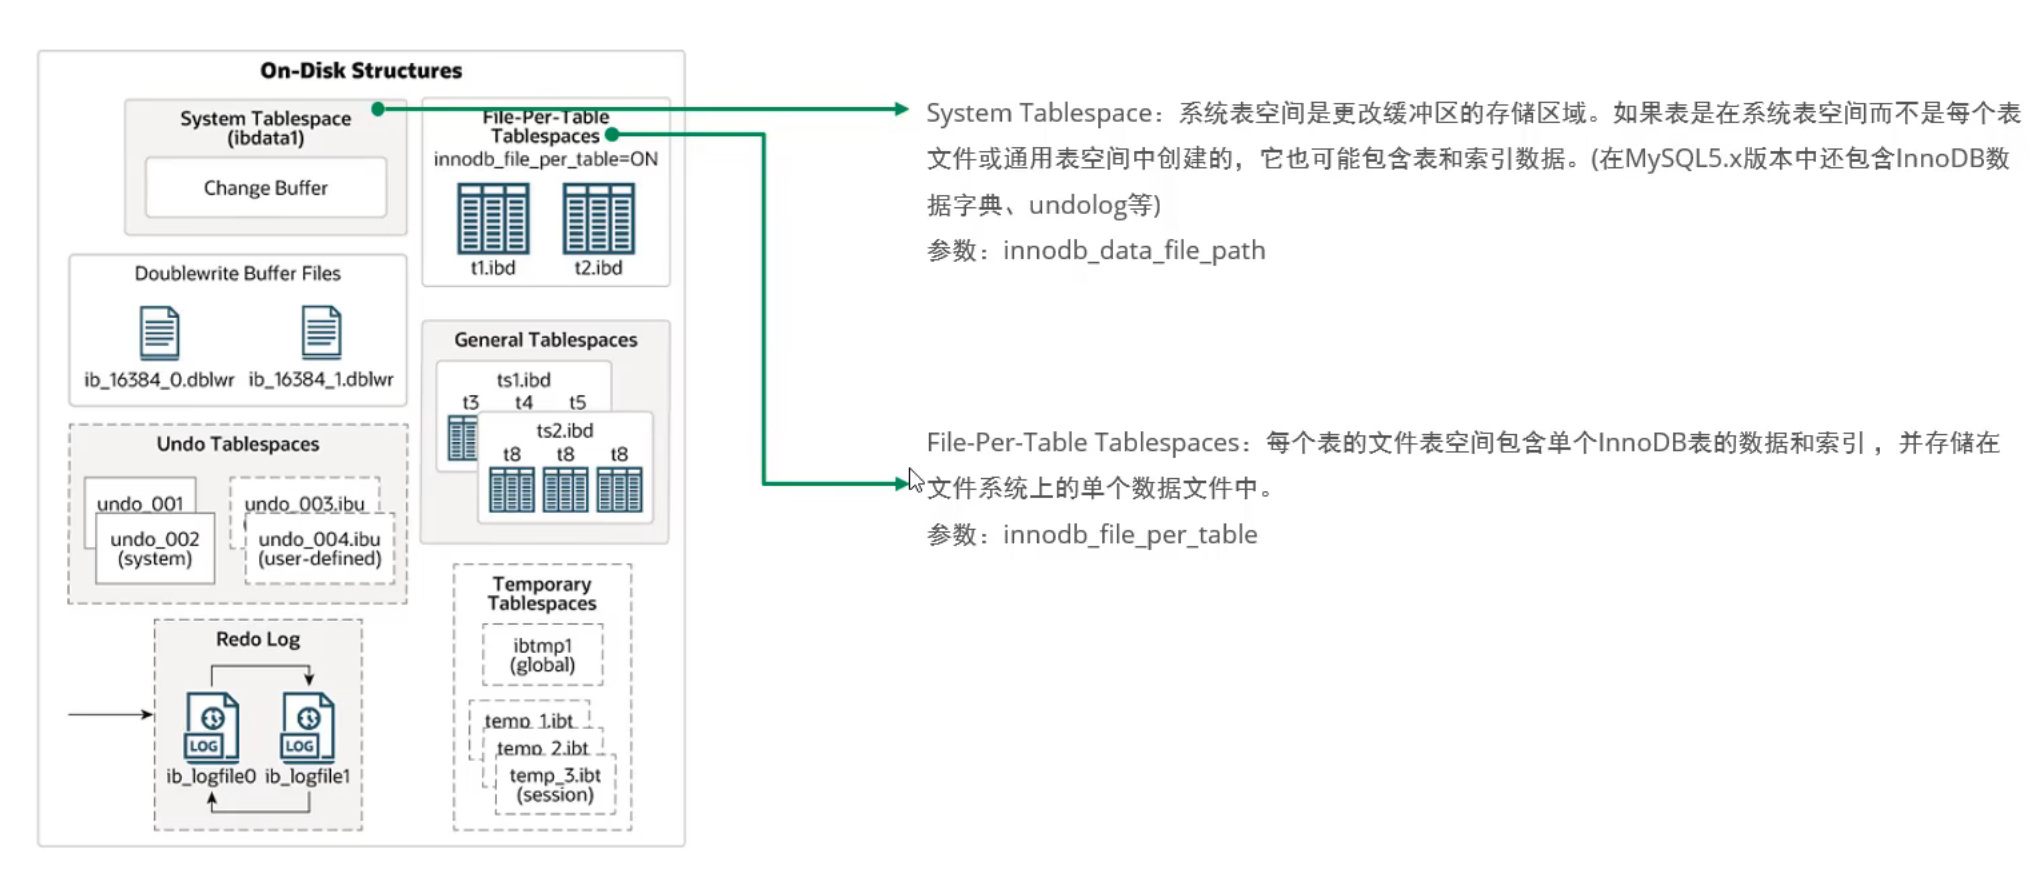 On-Disk Structures
System Tablespace
(ibdata1)
Change Buffer
File-Per-Table
Tablespaces
innodb_file_per_table=ON
t1.ibd
t2.ibd
Doublewrite Buffer Files
ib_16384_0.dblwr
ib_16384_1.dblwr
General Tablespaces
ts1.ibd
t3 t4 t5
ts2.ibd
t8 t8 t8
Undo Tablespaces
undo_001
undo_002
(system)
undo_003.ibu
undo_004.ibu
(user-defined)
Temporary
Tablespaces
ibtmp1
(global)
temp_1.ibt
temp_2.ibt
temp_3.ibt
(session)
Redo Log
LOG
LOG
ib_logfile0
ib_logfile1
System Tablespace：系统表空间是更改缓冲区的存储区域。如果表是在系统表空间而不是每个表
文件或通用表空间中创建的，它也可能包含表和索引数据。(在MySQL5.x版本中还包含InnoDB数
据字典、undolog等)
参数：innodb_data_file_path
File-Per-Table Tablespaces：每个表的文件表空间包含单个InnoDB表的数据和索引 ，并存储在
文件系统上的单个数据文件中。
参数：innodb_file_per_table